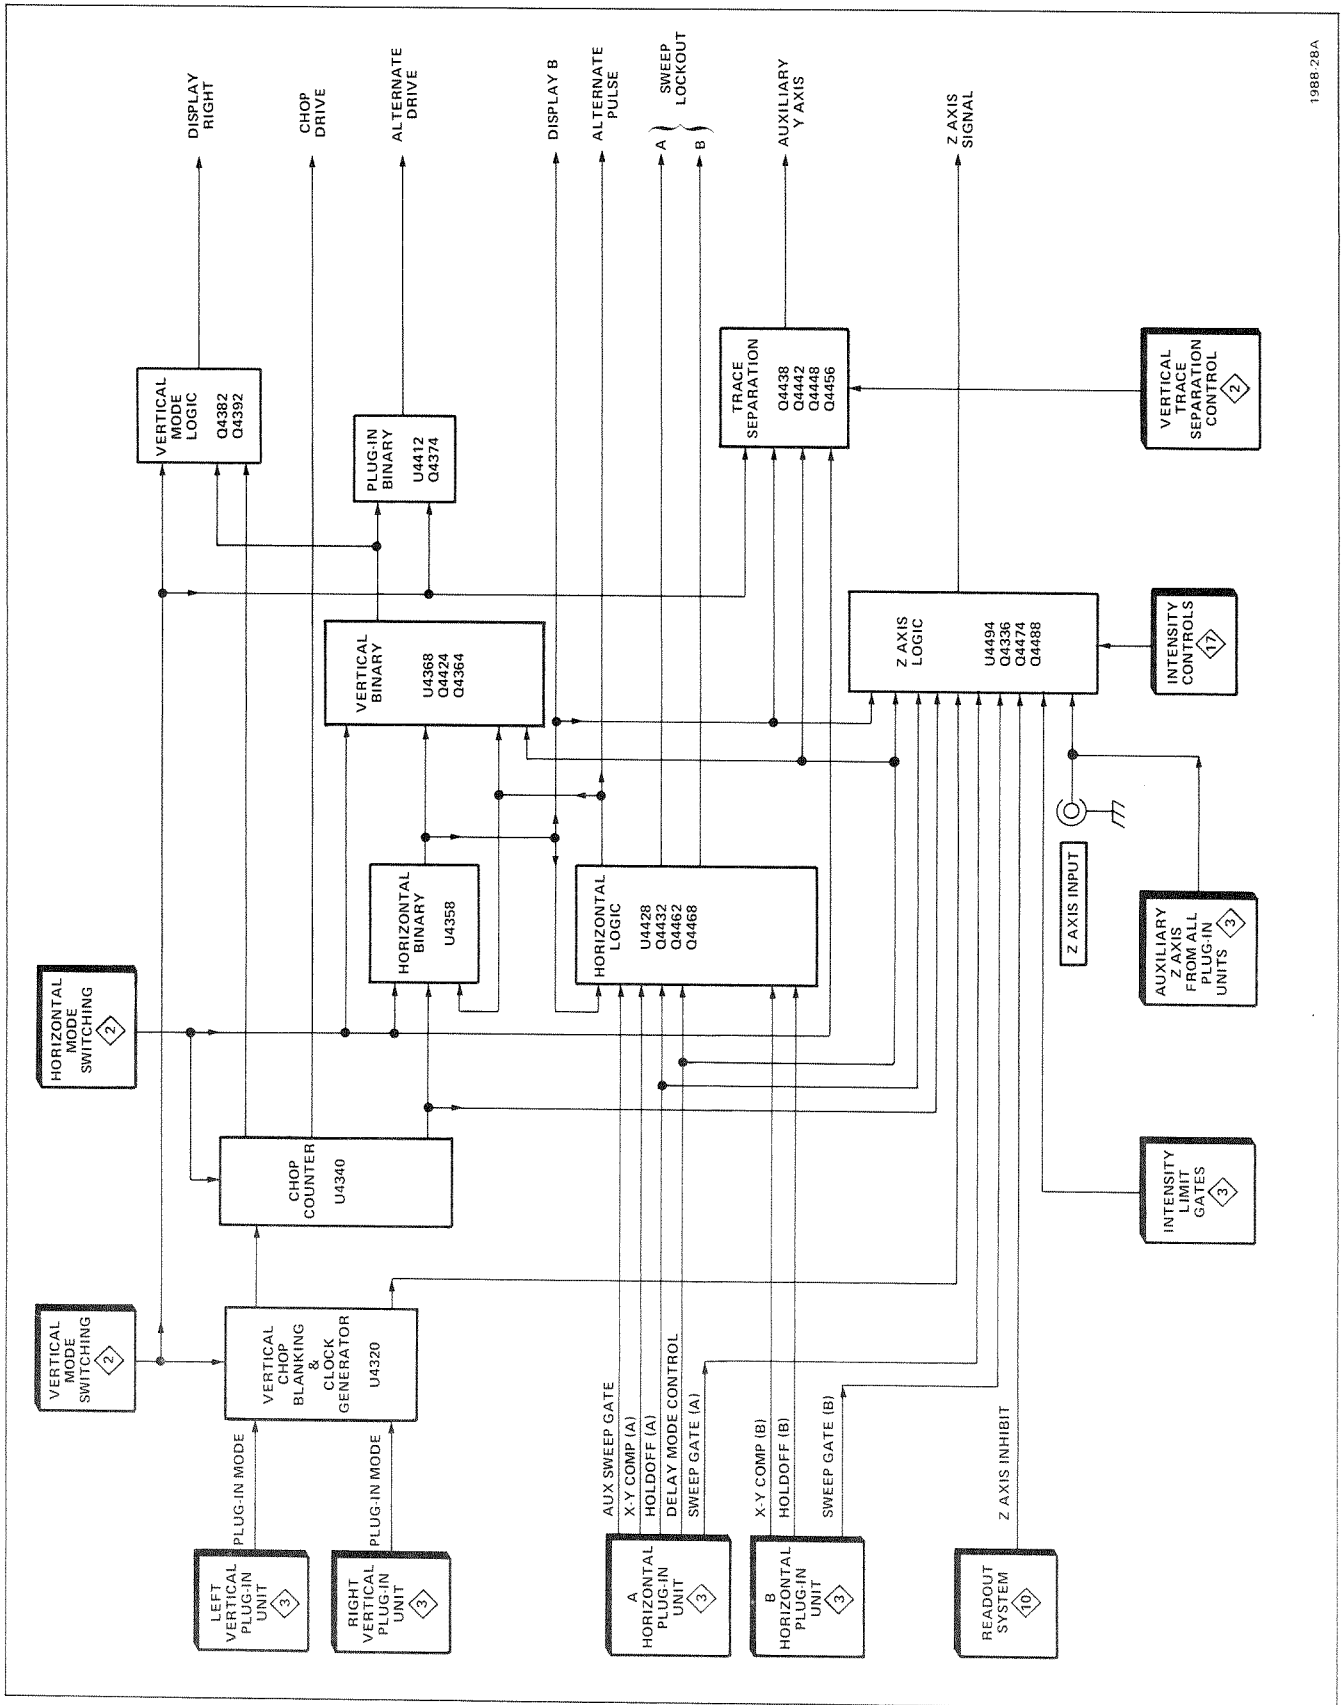 VERTICAL
MODE
SWITCHING
2
HORIZONTAL
MODE
SWITCHING
2
LEFT
VERTICAL
PLUG-IN
UNIT
3
PLUG-IN MODE
RIGHT
VERTICAL
PLUG-IN
UNIT
3
PLUG-IN MODE
VERTICAL
CHOP
BLANKING
&
CLOCK
GENERATOR
U4320
CHOP
COUNTER
U4340
VERTICAL
MODE
LOGIC
Q4382
Q4392
DISPLAY
RIGHT
CHOP
DRIVE
PLUG-IN
BINARY
U4412
Q4374
ALTERNATE
DRIVE
VERTICAL
BINARY
U4368
Q4424
Q4364
HORIZONTAL
BINARY
U4358
DISPLAY B
ALTERNATE
PULSE
A
B
SWEEP
LOCKOUT
HORIZONTAL
LOGIC
U4428
Q4432
Q4462
Q4468
A
HORIZONTAL
PLUG-IN
UNIT
3
AUX SWEEP GATE
X-Y COMP (A)
HOLDOFF (A)
DELAY MODE CONTROL
SWEEP GATE (A)
B
HORIZONTAL
PLUG-IN
UNIT
3
X-Y COMP (B)
HOLDOFF (B)
SWEEP GATE (B)
TRACE
SEPARATION
Q4438
Q4442
Q4448
Q4456
AUXILIARY
Y AXIS
Z AXIS
LOGIC
U4494
Q4336
Q4474
Q4488
Z AXIS
SIGNAL
READOUT
SYSTEM
10
Z AXIS INHIBIT
Z AXIS INPUT
INTENSITY
LIMIT
GATES
3
AUXILIARY
Z AXIS
FROM ALL
PLUG-IN
UNITS
3
INTENSITY
CONTROLS
17
VERTICAL
TRACE
SEPARATION
CONTROL
2
1988-28A